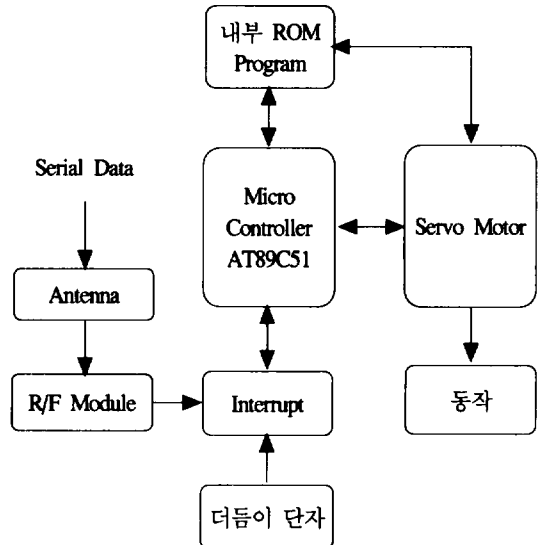 내부 ROM
Program
Serial Data
Micro
Controller
AT89C51
Servo Motor
Antenna
R/F Module
Interrupt
동작
더듬이 단자